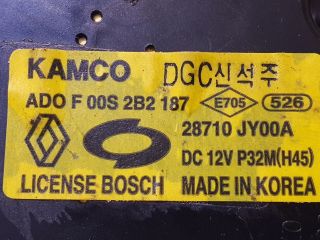 KAMCO DGC신석주
ADO F 00S 2B2 187 E705 526
28710 JY00A
DC 12V P32M(H45)
LICENSE BOSCH MADE IN KOREA